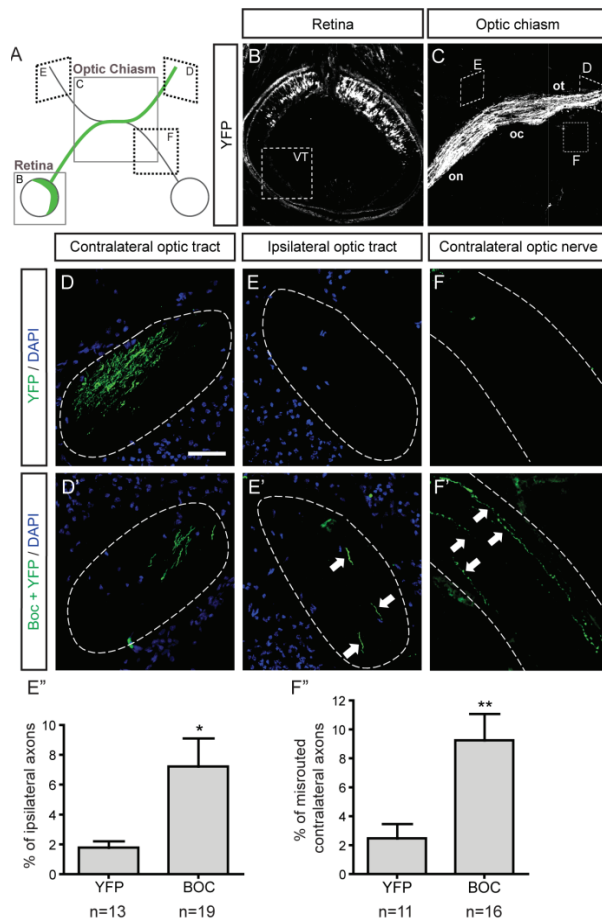 Retina
Optic chiasm
A
E
Optic Chiasm
C
D
F
Retina
B
YFP
B
VT
C
E
D
ot
oc
F
on
Contralateral optic tract
Ipsilateral optic tract
Contralateral optic nerve
YFP / DAPI
D
E
F
Boc + YFP / DAPI
D'
E'
F'
E''
% of ipsilateral axons
10
8
6
4
2
0
*
YFP
BOC
n=13
n=19
F''
% of misrouted
contralateral axons
12
10
8
6
4
2
0
**
YFP
BOC
n=11
n=16